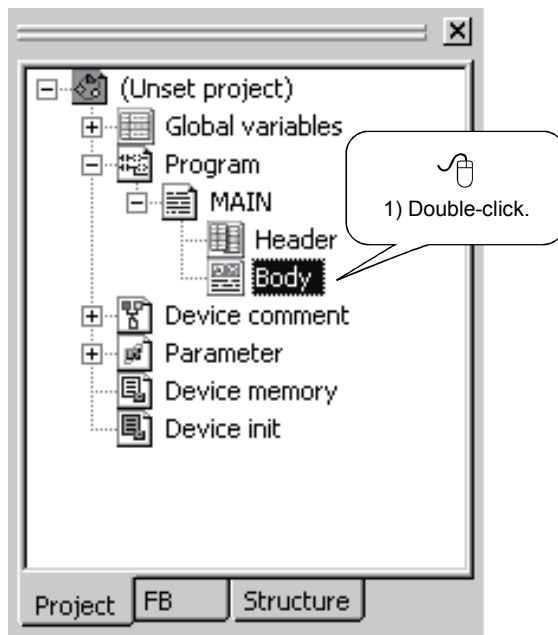 (Unset project)
Global variables
Program
MAIN
1) Double-click.
Header
Body
Device comment
Parameter
Device memory
Device init
Project FB Structure